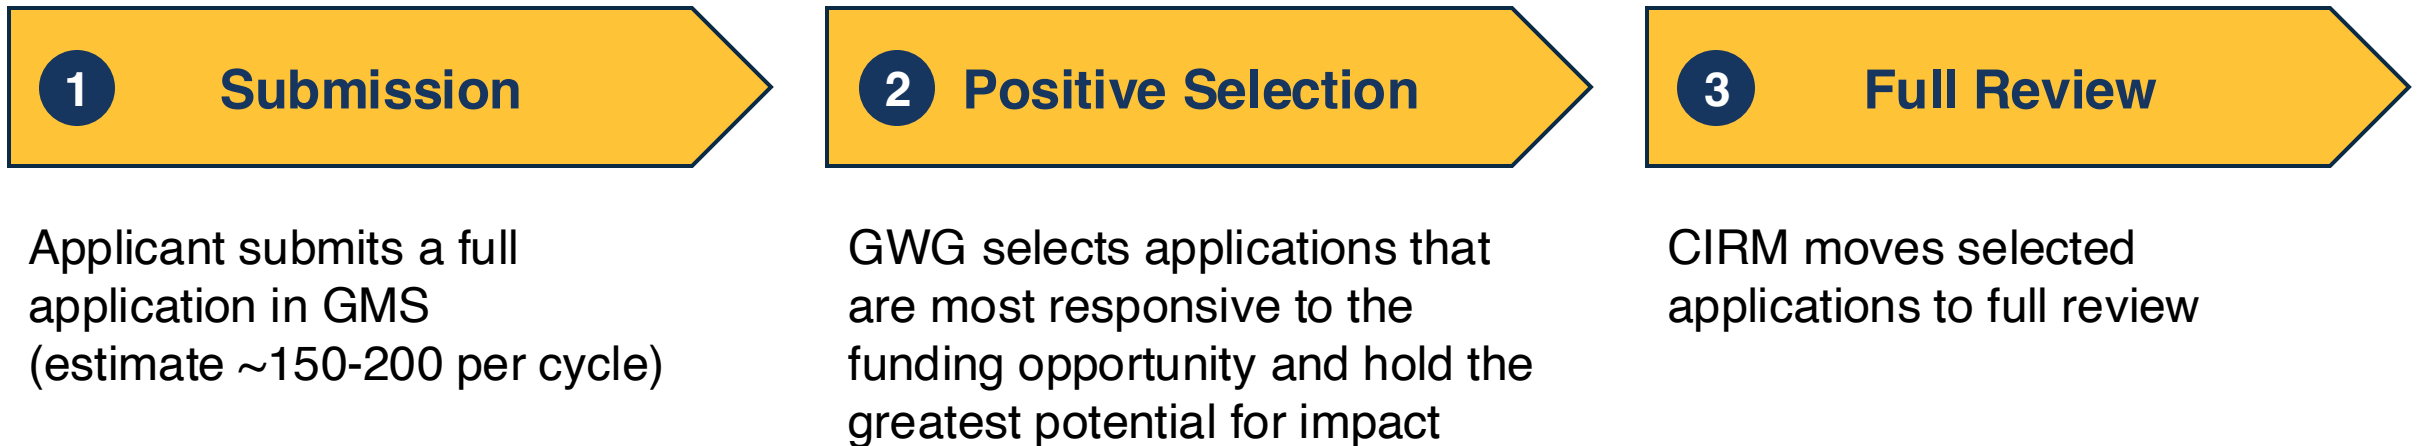 1 Submission
Applicant submits a full
application in GMS
(estimate ~150-200 per cycle)
2 Positive Selection
GWG selects applications that
are most responsive to the
funding opportunity and hold the
greatest potential for impact
3 Full Review
CIRM moves selected
applications to full review